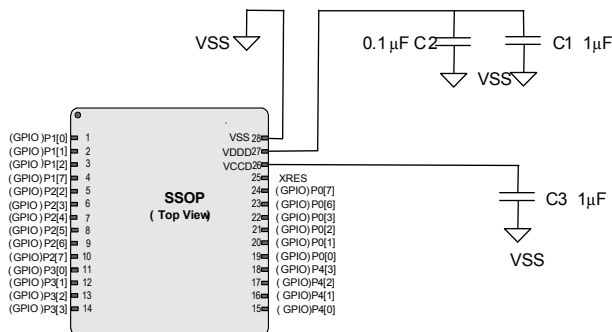 VSS
0.1 µF C2
C1 1µF
VSS
C3 1µF
VSS
SSOP
( Top View)
(GPIO)P1[0] 1
(GPIO)P1[1] 2
(GPIO)P1[2] 3
(GPIO)P1[7] 4
(GPIO)P2[2] 5
(GPIO)P2[3] 6
(GPIO)P2[4] 7
(GPIO)P2[5] 8
(GPIO)P2[6] 9
(GPIO)P2[7] 10
(GPIO)P3[0] 11
(GPIO)P3[1] 12
(GPIO)P3[2] 13
(GPIO)P3[3] 14
VSS 28
VDDD 27
VCCD 26
25 XRES
24 (GPIO)P0[7]
23 (GPIO)P0[6]
22 (GPIO)P0[3]
21 (GPIO)P0[2]
20 (GPIO)P0[1]
19 (GPIO)P0[0]
18 (GPIO)P4[3]
17 (GPIO)P4[2]
16 (GPIO)P4[1]
15 (GPIO)P4[0]